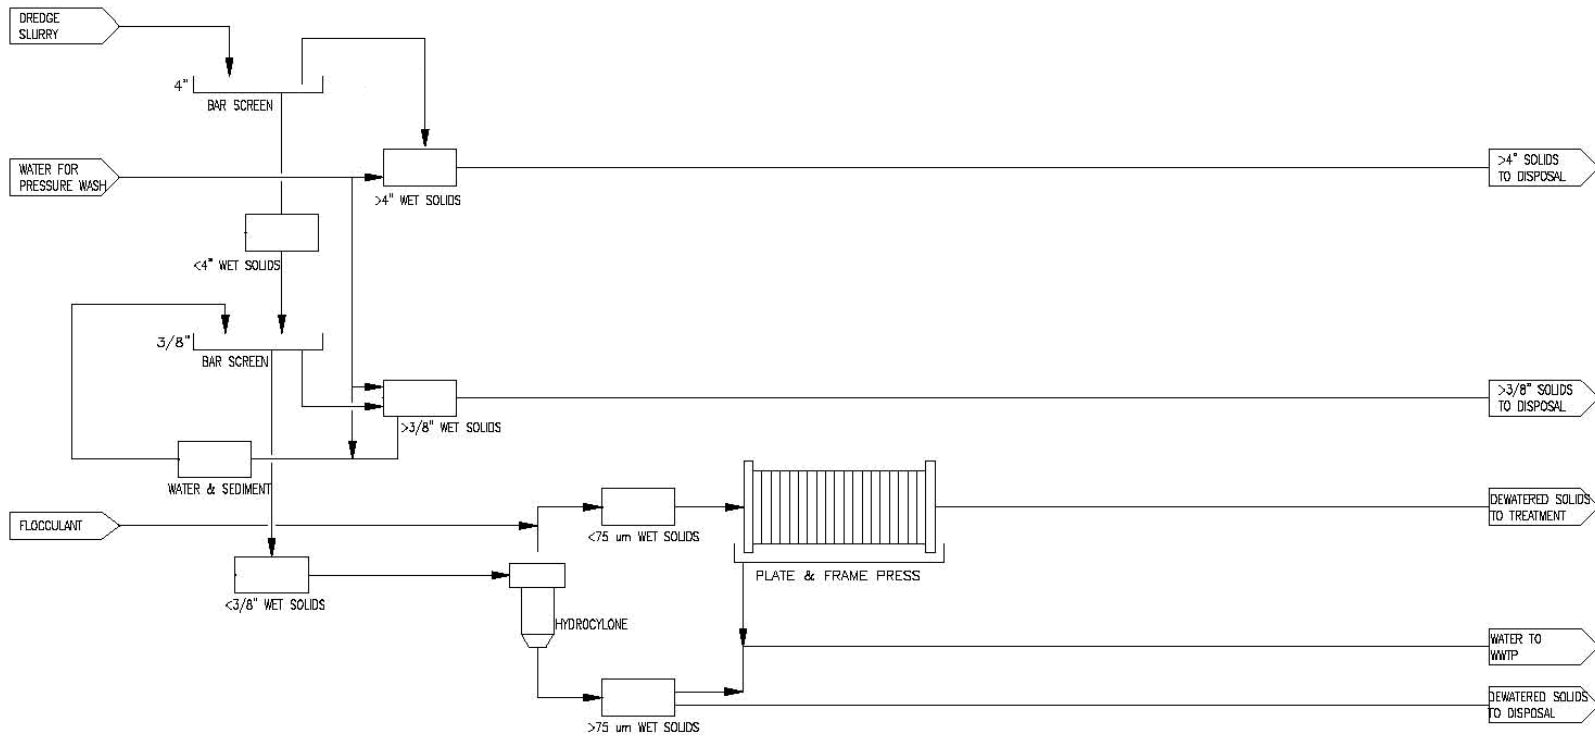 DREDGE
SLURRY
4"
BAR SCREEN
WATER FOR
PRESSURE WASH
>4" WET SOLIDS
>4" SOLIDS
TO DISPOSAL
<4" WET SOLIDS
3/8"
BAR SCREEN
>3/8" WET SOLIDS
>3/8" SOLIDS
TO DISPOSAL
WATER & SEDIMENT
FLOCCULANT
<75 um WET SOLIDS
DEWATERED SOLIDS
TO TREATMENT
PLATE & FRAME PRESS
<3/8" WET SOLIDS
HYDROCYLONE
WATER TO
WWTP
>75 um WET SOLIDS
DEWATERED SOLIDS
TO DISPOSAL